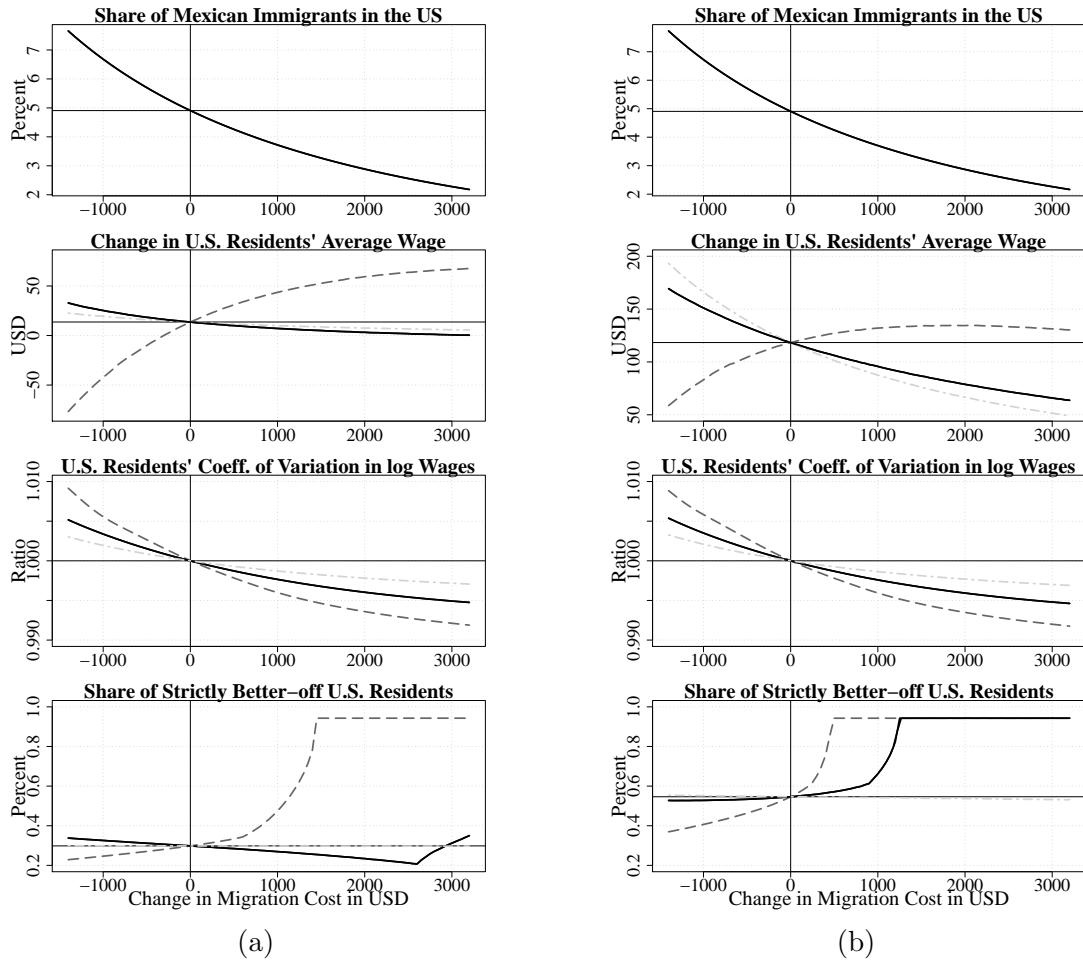 Share of Mexican Immigrants in the US
Percent
7
6
5
4
3
2
−1000 0 1000 2000 3000
Change in U.S. Residents' Average Wage
USD
50
0
−50
−1000 0 1000 2000 3000
U.S. Residents' Coeff. of Variation in log Wages
Ratio
1.010
1.000
0.990
−1000 0 1000 2000 3000
Share of Strictly Better−off U.S. Residents
Percent
1.0
0.8
0.6
0.4
0.2
−1000 0 1000 2000 3000
Change in Migration Cost in USD
(a)
Share of Mexican Immigrants in the US
Percent
7
6
5
4
3
2
−1000 0 1000 2000 3000
Change in U.S. Residents' Average Wage
USD
200
150
100
50
−1000 0 1000 2000 3000
U.S. Residents' Coeff. of Variation in log Wages
Ratio
1.010
1.000
0.990
−1000 0 1000 2000 3000
Share of Strictly Better−off U.S. Residents
Percent
1.0
0.8
0.6
0.4
0.2
−1000 0 1000 2000 3000
Change in Migration Cost in USD
(b)